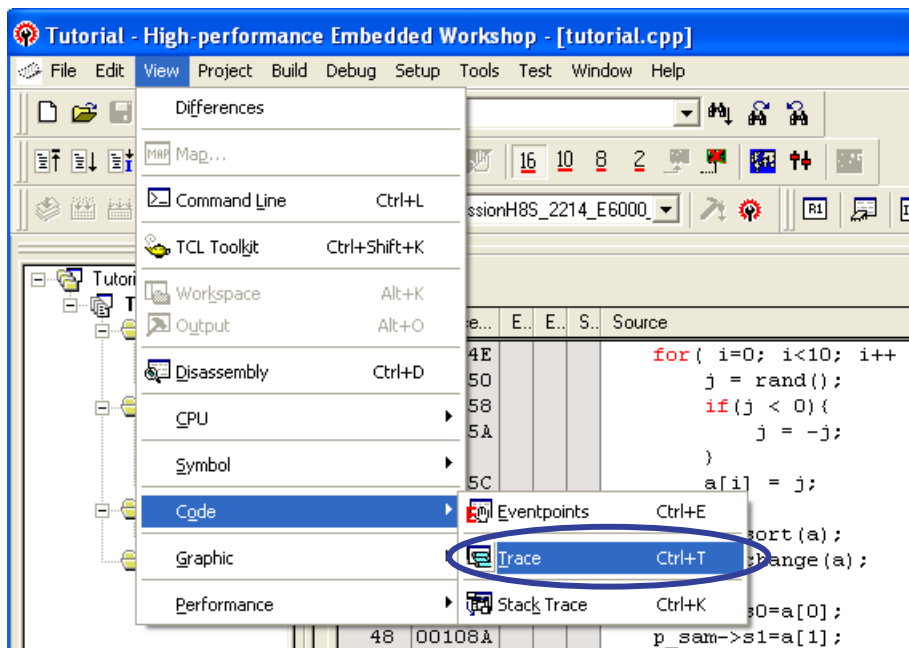 Tutorial - High-performance Embedded Workshop - [tutorial.cpp]
File Edit View Project Build Debug Setup Tools Test Window Help
Differences
MAP Map...
16 10 8 2
Command Line Ctrl+L
ssionH8S_2214_E6000_
R1
TCL Toolkit Ctrl+Shift+K
Workspace Alt+K
Output Alt+O
E.. E.. S.. Source
4E for( i=0; i<10; i++
Disassembly Ctrl+D
50 j = rand();
58 if(j < 0){
CPU
5A j = -j;
}
Symbol
5C a[i] = j;
Code
Eventpoints Ctrl+E
sort(a);
Graphic
Trace Ctrl+T
change(a);
Performance
Stack Trace Ctrl+K
s0=a[0];
48 00108A p_sam->s1=a[1];